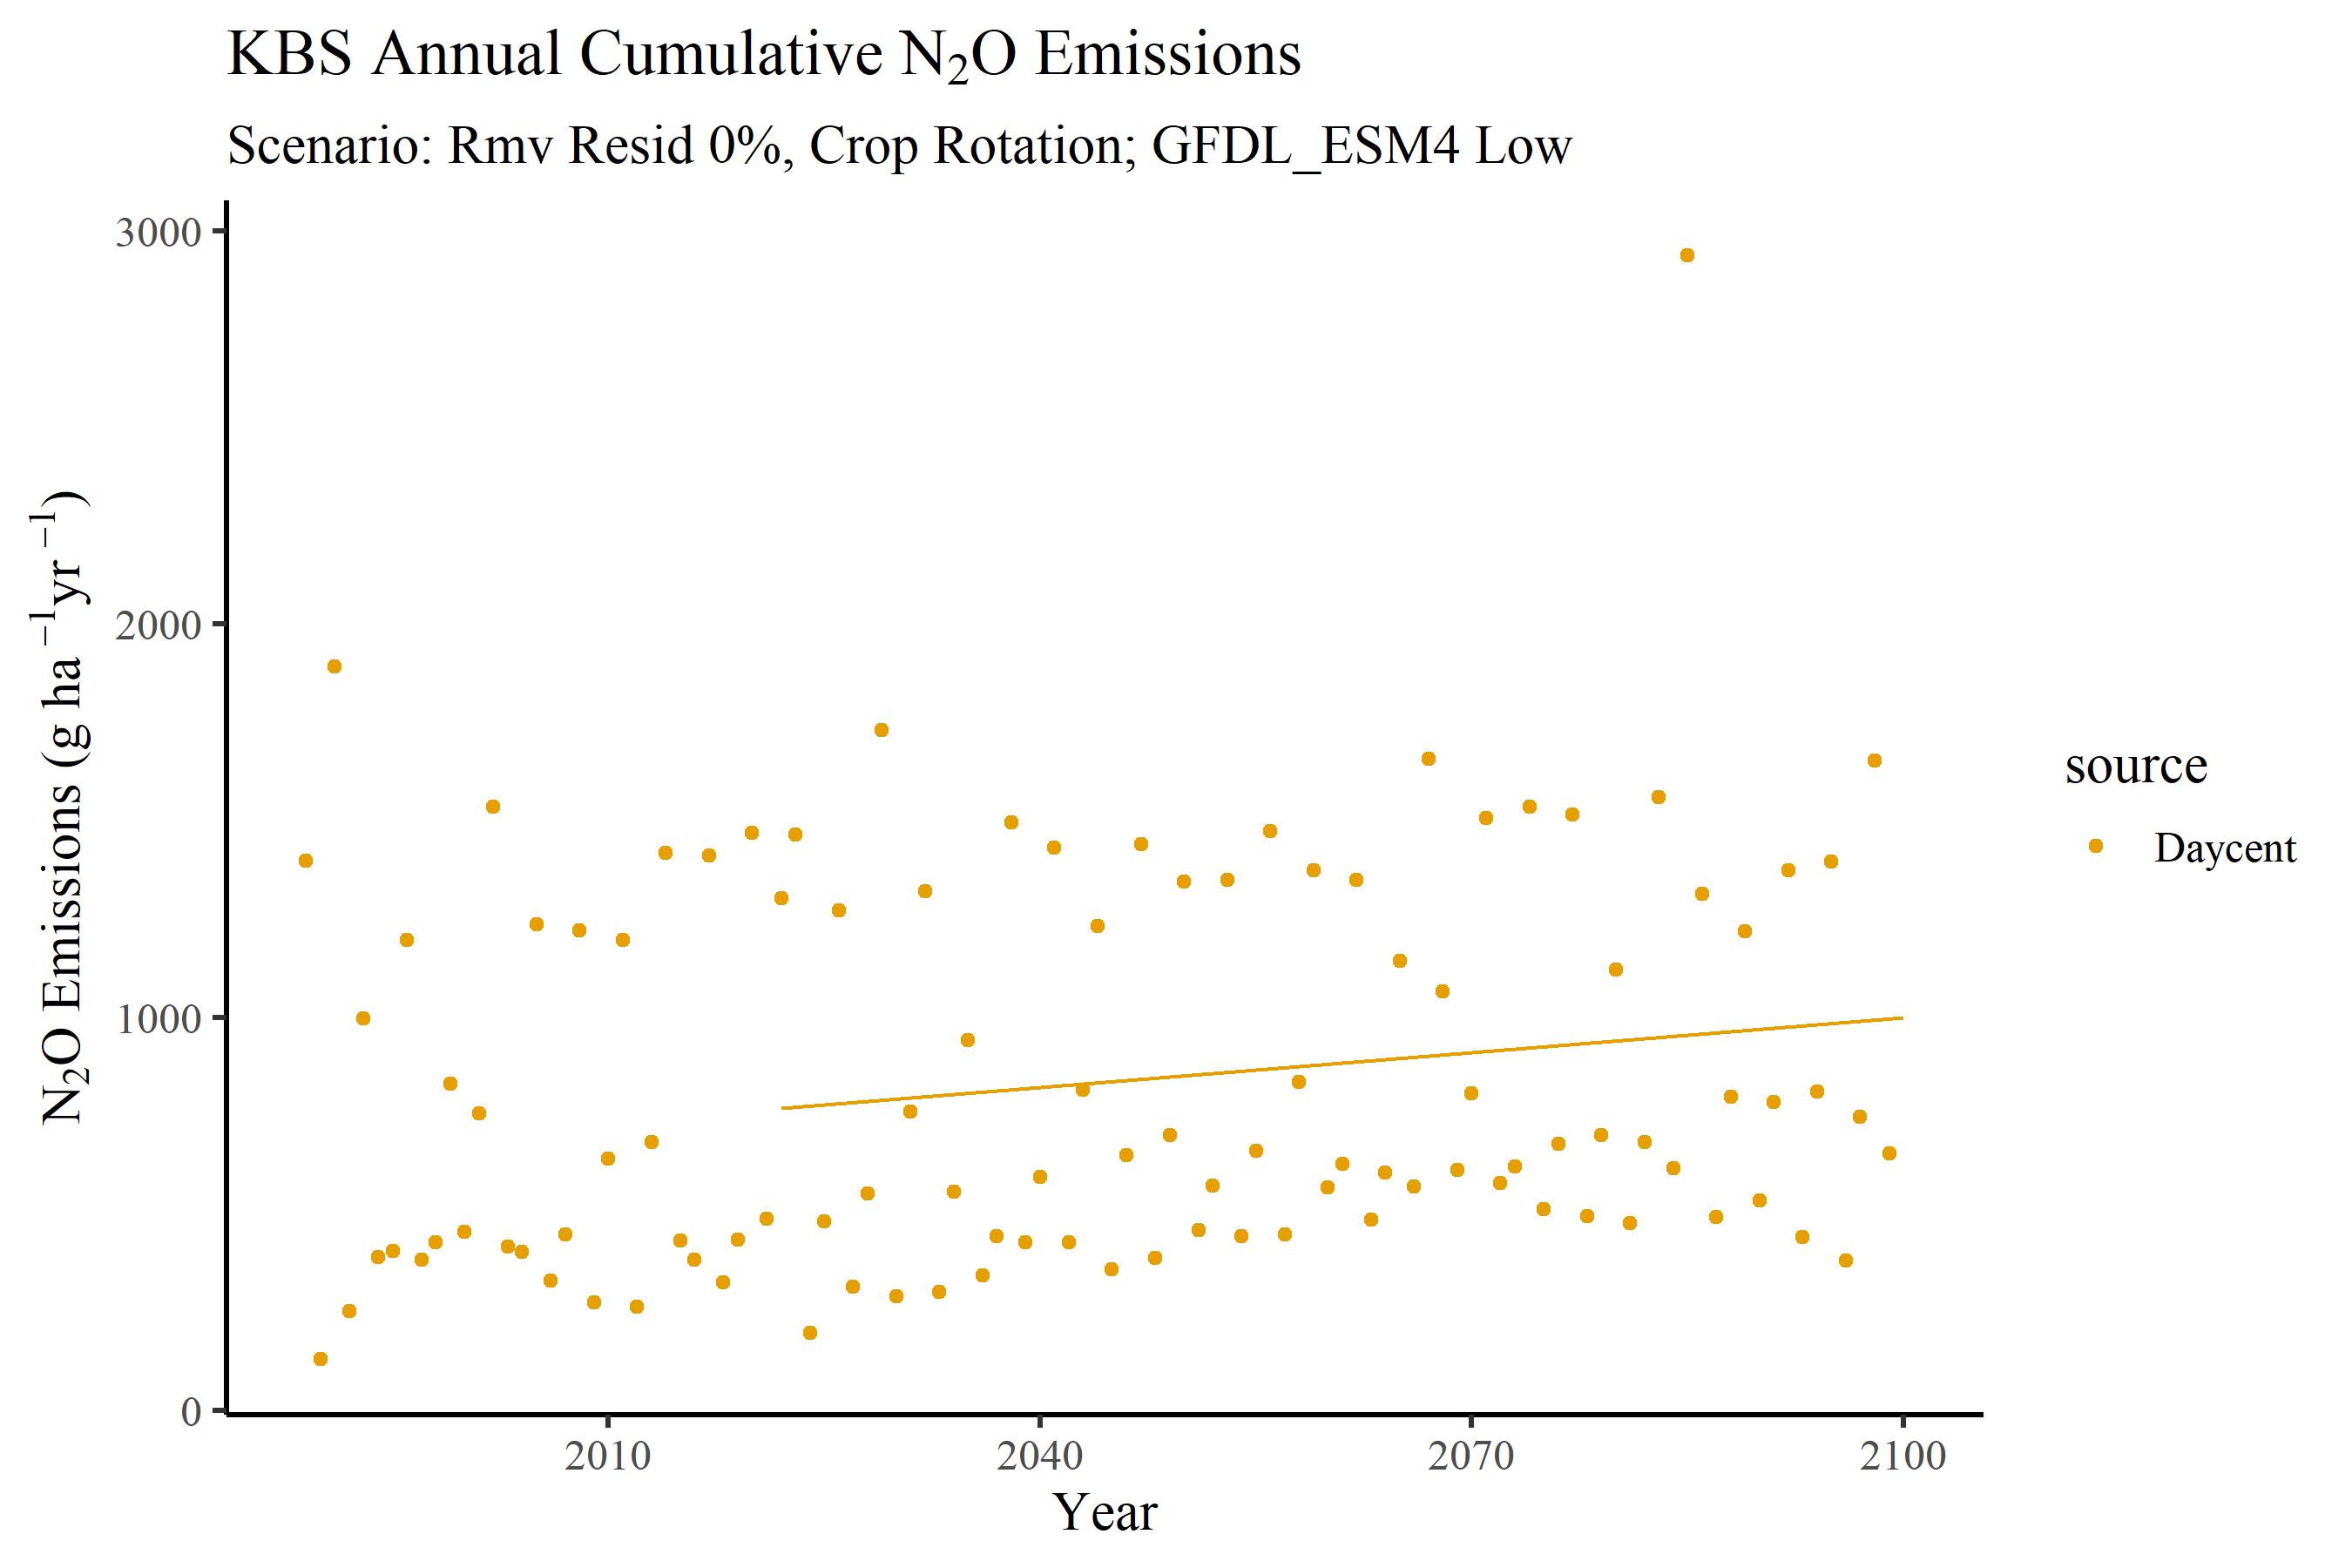 KBS Annual Cumulative N₂O Emissions
Scenario: Rmv Resid 0%, Crop Rotation; GFDL_ESM4 Low
N₂O Emissions (g ha⁻¹yr⁻¹)
3000
2000
1000
0
2010 2040 2070 2100
Year
source
Daycent